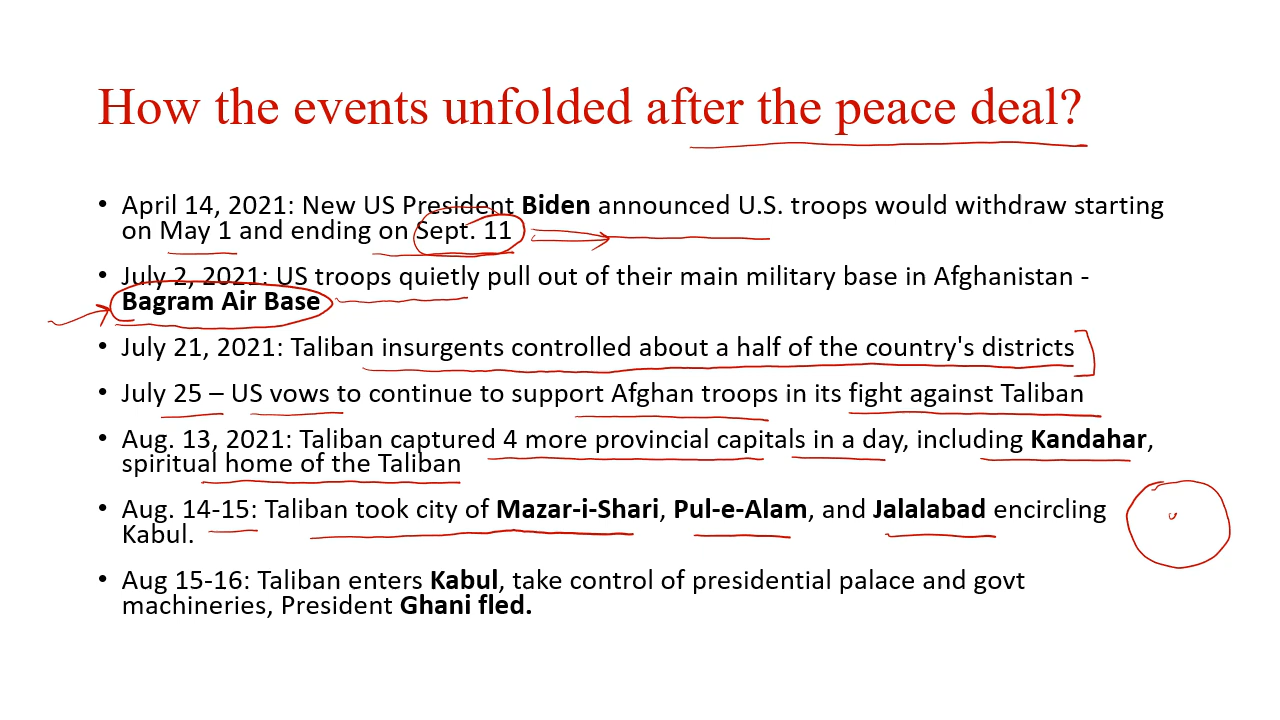 How the events unfolded after the peace deal?
• April 14, 2021: New US President Biden announced U.S. troops would withdraw starting
on May 1 and ending on Sept. 11
• July 2, 2021: US troops quietly pull out of their main military base in Afghanistan -
Bagram Air Base
• July 21, 2021: Taliban insurgents controlled about a half of the country's districts
• July 25 – US vows to continue to support Afghan troops in its fight against Taliban
• Aug. 13, 2021: Taliban captured 4 more provincial capitals in a day, including Kandahar,
spiritual home of the Taliban
• Aug. 14-15: Taliban took city of Mazar-i-Shari, Pul-e-Alam, and Jalalabad encircling
Kabul.
• Aug 15-16: Taliban enters Kabul, take control of presidential palace and govt
machineries, President Ghani fled.